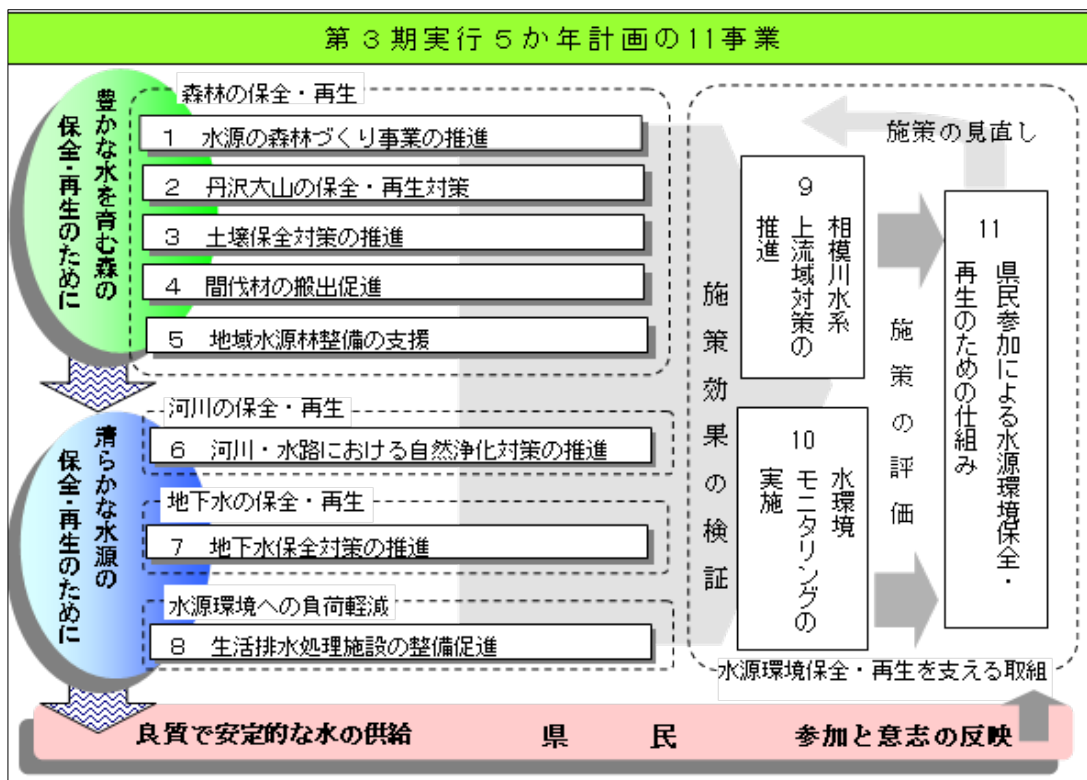 第３期実行５か年計画の11事業
豊かな水を育む森の
保全・再生のために
森林の保全・再生
１　水源の森林づくり事業の推進
２　丹沢大山の保全・再生対策
３　土壌保全対策の推進
４　間伐材の搬出促進
５　地域水源林整備の支援
清らかな水源の
保全・再生のために
河川の保全・再生
６　河川・水路における自然浄化対策の推進
地下水の保全・再生
７　地下水保全対策の推進
水源環境への負荷軽減
８　生活排水処理施設の整備促進
施策効果の検証
９　相模川水系
上流域対策の
推進
10　水環境
モニタリングの
実施
施策の評価
施策の見直し
11　県民参加による水源環境保全・
再生のための仕組み
水源環境保全・再生を支える取組
良質で安定的な水の供給　県　民　参加と意志の反映